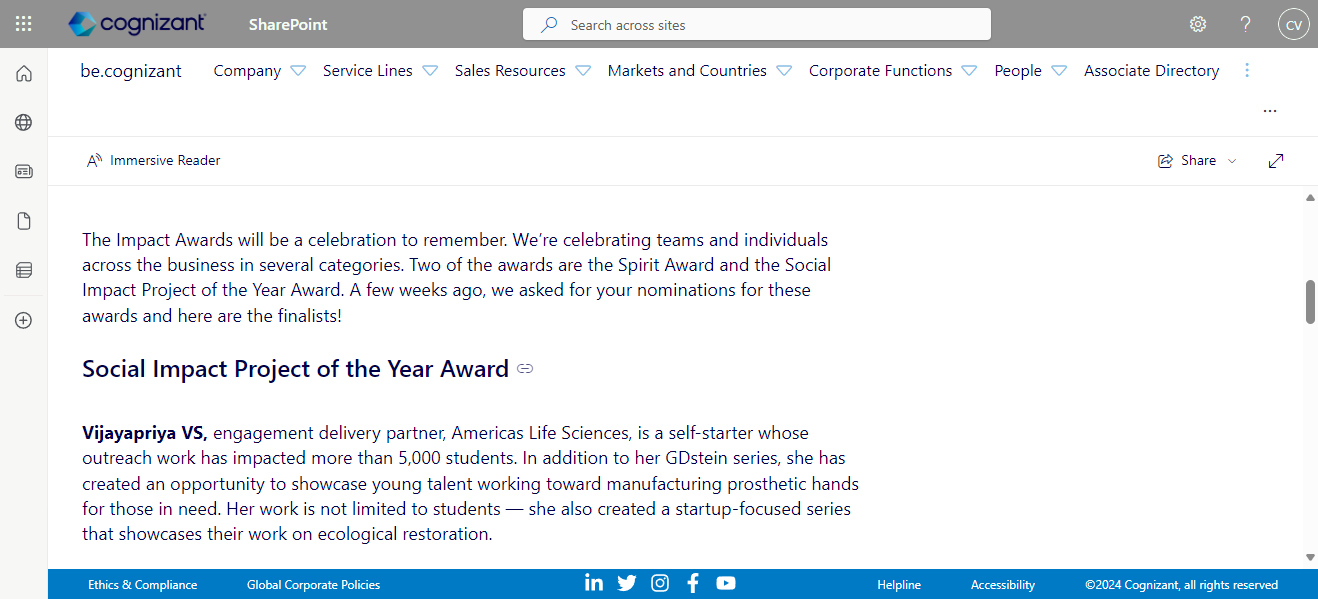 cognizant SharePoint Search across sites ? CV
be.cognizant Company Service Lines Sales Resources Markets and Countries Corporate Functions People Associate Directory
Immersive Reader Share
The Impact Awards will be a celebration to remember. We’re celebrating teams and individuals
across the business in several categories. Two of the awards are the Spirit Award and the Social
Impact Project of the Year Award. A few weeks ago, we asked for your nominations for these
awards and here are the finalists!
Social Impact Project of the Year Award
Vijayapriya VS, engagement delivery partner, Americas Life Sciences, is a self-starter whose
outreach work has impacted more than 5,000 students. In addition to her GDstein series, she has
created an opportunity to showcase young talent working toward manufacturing prosthetic hands
for those in need. Her work is not limited to students — she also created a startup-focused series
that showcases their work on ecological restoration.
Ethics & Compliance Global Corporate Policies Helpline Accessibility ©2024 Cognizant, all rights reserved